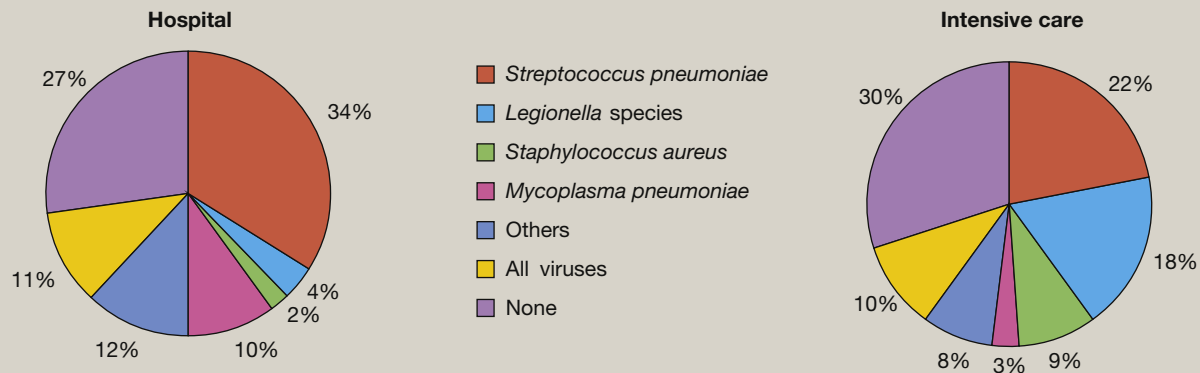 Hospital
27%
34%
11%
4%
2%
12%
10%
Streptococcus pneumoniae
Legionella species
Staphylococcus aureus
Mycoplasma pneumoniae
Others
All viruses
None
Intensive care
30%
22%
18%
10%
8%
3%
9%